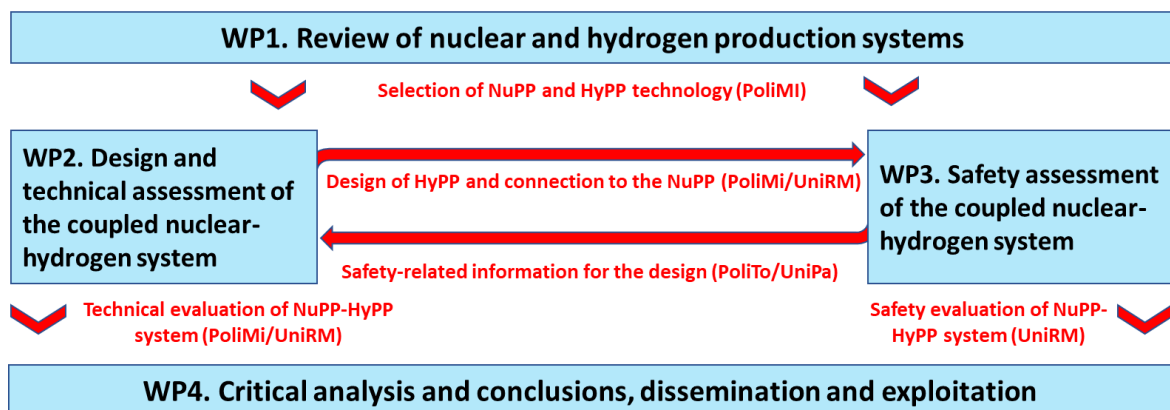 WP1. Review of nuclear and hydrogen production systems
Selection of NuPP and HyPP technology (PoliMI)
WP2. Design and
technical assessment of
the coupled nuclear-
hydrogen system
Design of HyPP and connection to the NuPP (PoliMi/UniRM)
Safety-related information for the design (PoliTo/UniPa)
WP3. Safety assessment
of the coupled nuclear-
hydrogen system
Technical evaluation of NuPP-HyPP
system (PoliMi/UniRM)
Safety evaluation of NuPP-
HyPP system (UniRM)
WP4. Critical analysis and conclusions, dissemination and exploitation